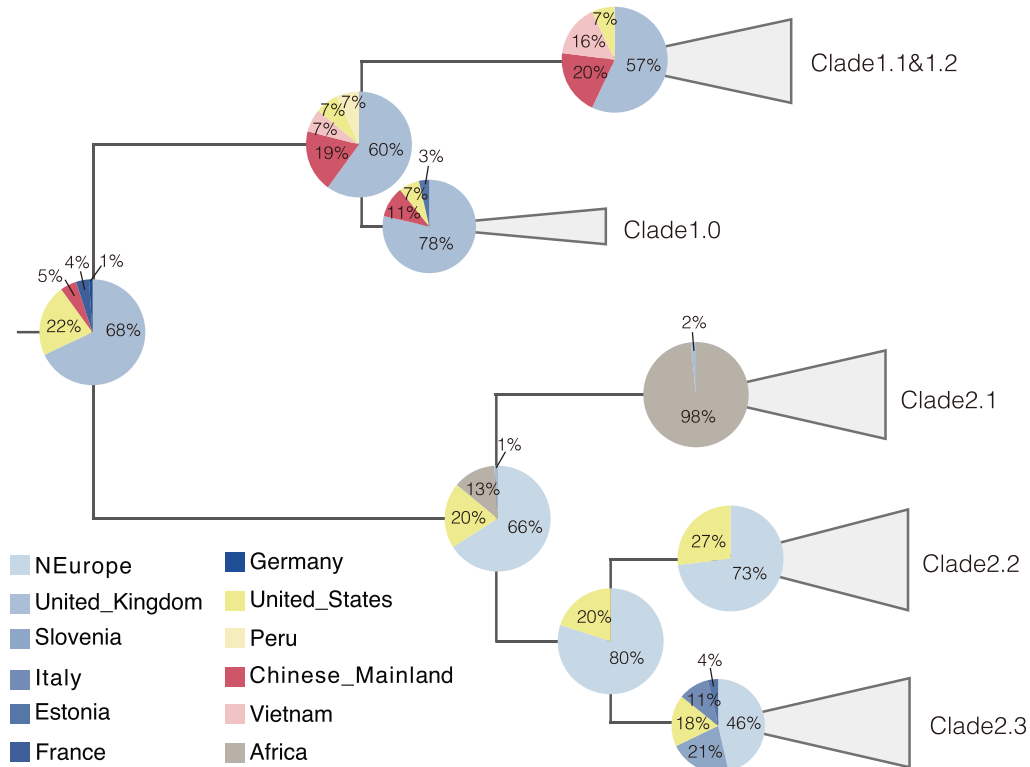 7%
16%
20%
57%
Clade1.1&1.2
7%
7%
7%
19%
60%
3%
7%
11%
78%
Clade1.0
5%
4%
1%
22%
68%
2%
98%
Clade2.1
1%
13%
20%
66%
27%
73%
Clade2.2
20%
80%
4%
11%
46%
18%
21%
Clade2.3
NEurope
United_Kingdom
Slovenia
Italy
Estonia
France
Germany
United_States
Peru
Chinese_Mainland
Vietnam
Africa